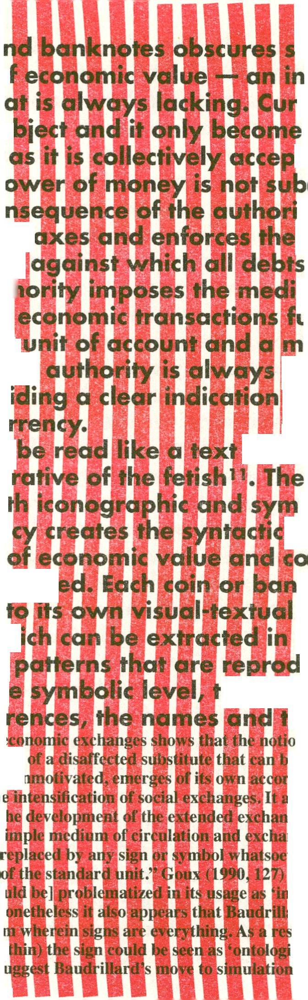 nd banknotes obscures s
f economic value — an in
at is always lacking. Cur
bject and it only become
as it is collectively accep
ower of money is not sub
nsequence of the authori
axes and enforces the
against which all debts
hority imposes the medi
economic transactions fu
unit of account and a m
authority is always
iding a clear indication
rrency.
be read like a text
rative of the fetish¹¹. The
th iconographic and sym
cy creates the syntactic
of economic value and co
ed. Each coin or ban
to its own visual-textual
ich can be extracted in
patterns that are reprod
e symbolic level, t
rences, the names and t
economic exchanges shows that the notio
of a disaffected substitute that can b
nmotivated, emerges of its own accor
e intensification of social exchanges. It a
he development of the extended exchan
imple medium of circulation and excha
replaced by any sign or symbol whatsoe
of the standard unit.” Goux (1990, 127)
uld be] problematized in its usage as ‘in
onetheless it also appears that Baudrill
m wherein signs are everything. As a res
thin) the sign could be seen as ‘ontologi
uggest Baudrillard’s move to simulation